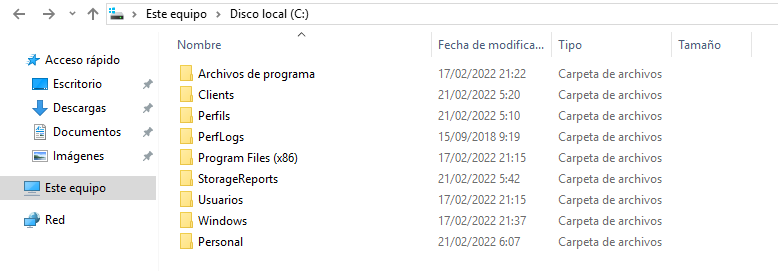 Este equipo > Disco local (C:)
Nombre Fecha de modifica... Tipo Tamaño
Acceso rápido
Escritorio
Descargas
Documentos
Imágenes
Este equipo
Red
Archivos de programa 17/02/2022 21:22 Carpeta de archivos
Clients 21/02/2022 5:20 Carpeta de archivos
Perfils 21/02/2022 5:10 Carpeta de archivos
PerfLogs 15/09/2018 9:19 Carpeta de archivos
Program Files (x86) 17/02/2022 21:15 Carpeta de archivos
StorageReports 21/02/2022 5:42 Carpeta de archivos
Usuarios 17/02/2022 21:15 Carpeta de archivos
Windows 17/02/2022 21:37 Carpeta de archivos
Personal 21/02/2022 6:07 Carpeta de archivos